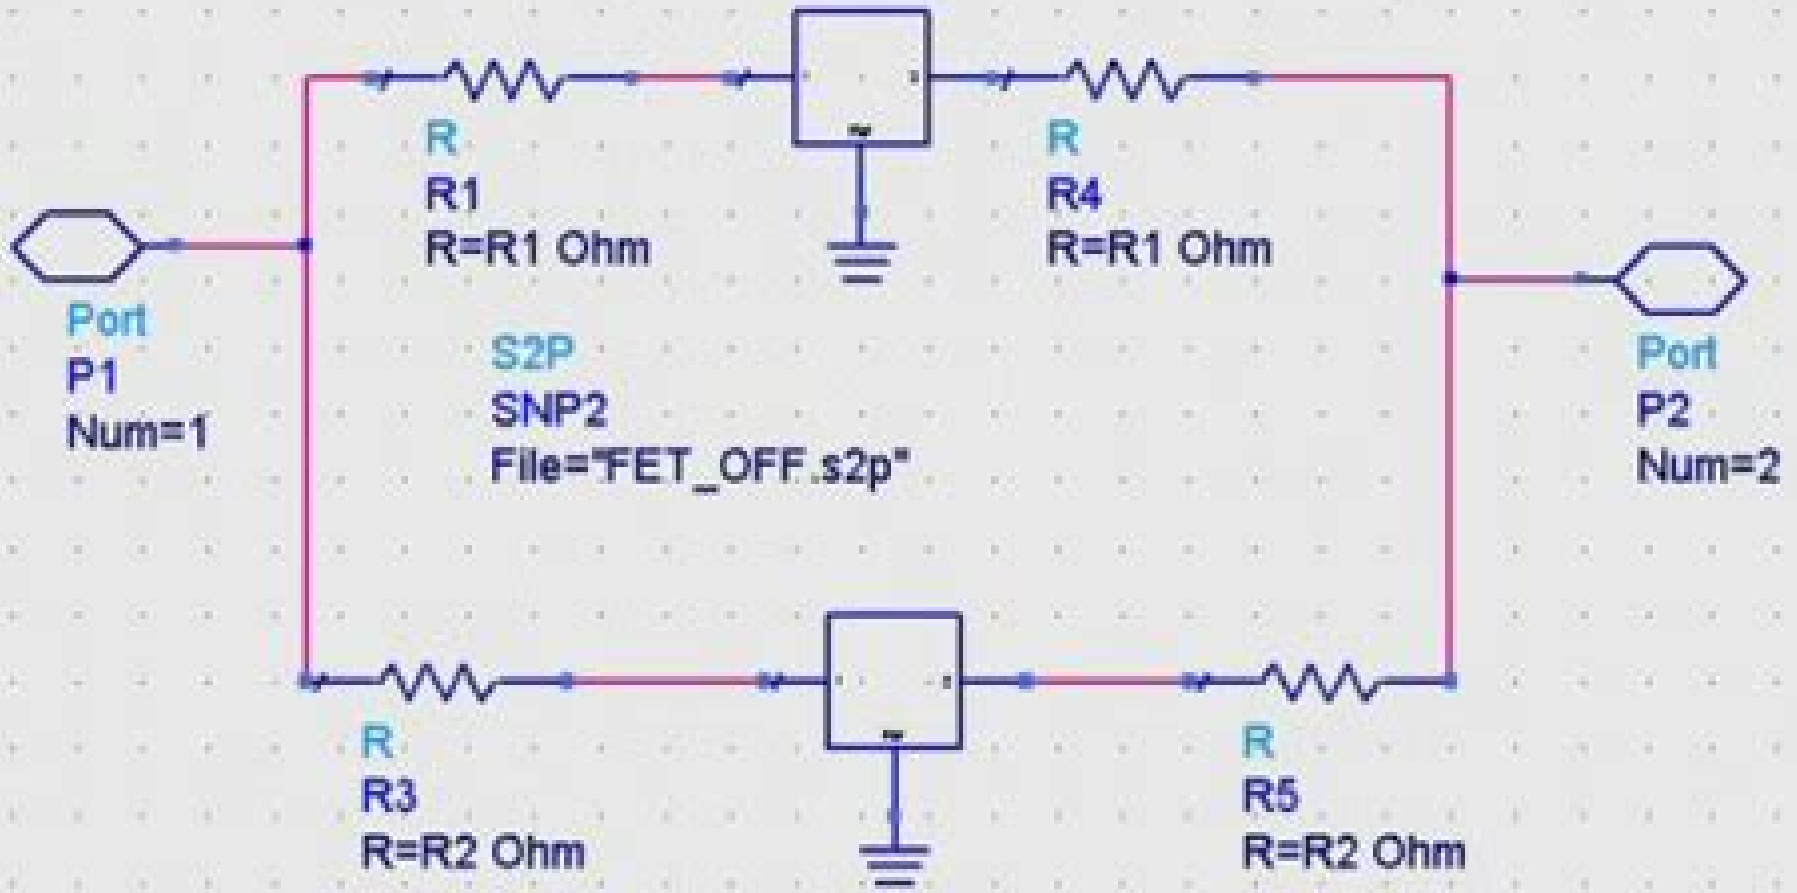 R
R1
R=R1 Ohm
R
R4
R=R1 Ohm
Port
P1
Num=1
S2P
SNP2
File="FET_OFF.s2p"
Port
P2
Num=2
R
R3
R=R2 Ohm
R
R5
R=R2 Ohm